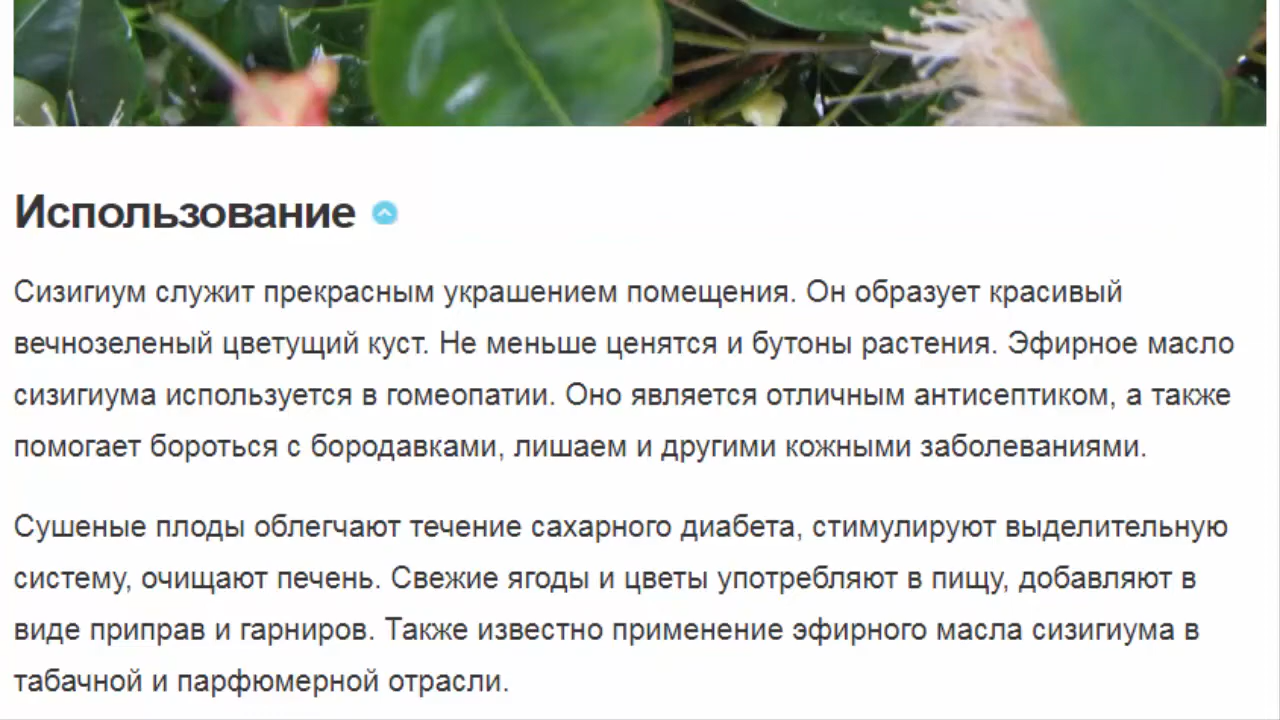 Использование
Сизигиум служит прекрасным украшением помещения. Он образует красивый
вечнозеленый цветущий куст. Не меньше ценятся и бутоны растения. Эфирное масло
сизигиума используется в гомеопатии. Оно является отличным антисептиком, а также
помогает бороться с бородавками, лишаем и другими кожными заболеваниями.
Сушеные плоды облегчают течение сахарного диабета, стимулируют выделительную
систему, очищают печень. Свежие ягоды и цветы употребляют в пищу, добавляют в
виде приправ и гарниров. Также известно применение эфирного масла сизигиума в
табачной и парфюмерной отрасли.